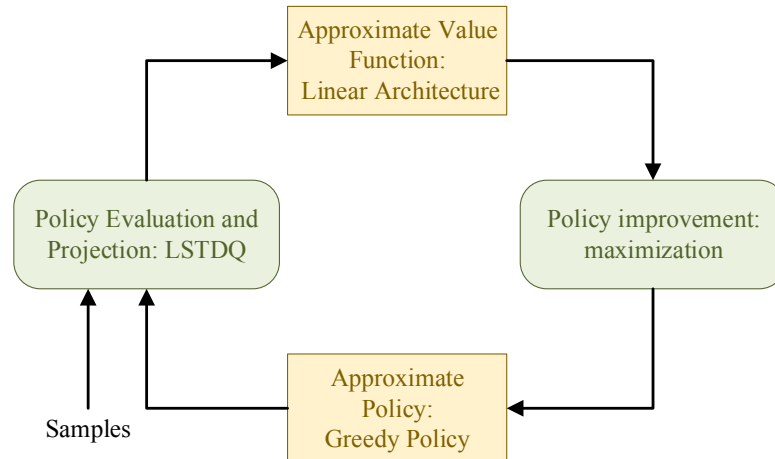 Approximate Value
Function:
Linear Architecture
Policy Evaluation and
Projection: LSTDQ
Policy improvement:
maximization
Approximate
Policy:
Greedy Policy
Samples